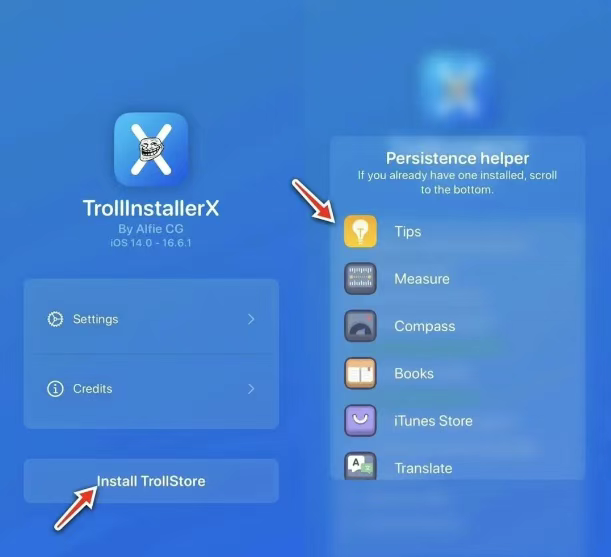 TrollInstallerX
By Alfie CG
iOS 14.0 - 16.6.1
Settings
Credits
Install TrollStore
Persistence helper
If you already have one installed, scroll
to the bottom.
Tips
Measure
Compass
Books
iTunes Store
Translate